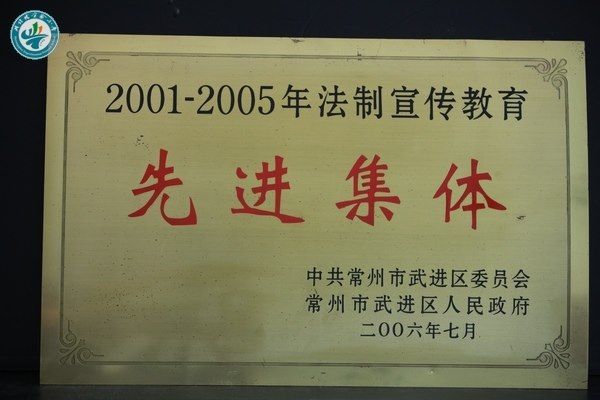 2001-2005年法制宣传教育
先进集体
中共常州市武进区委员会
常州市武进区人民政府
二〇〇六年七月